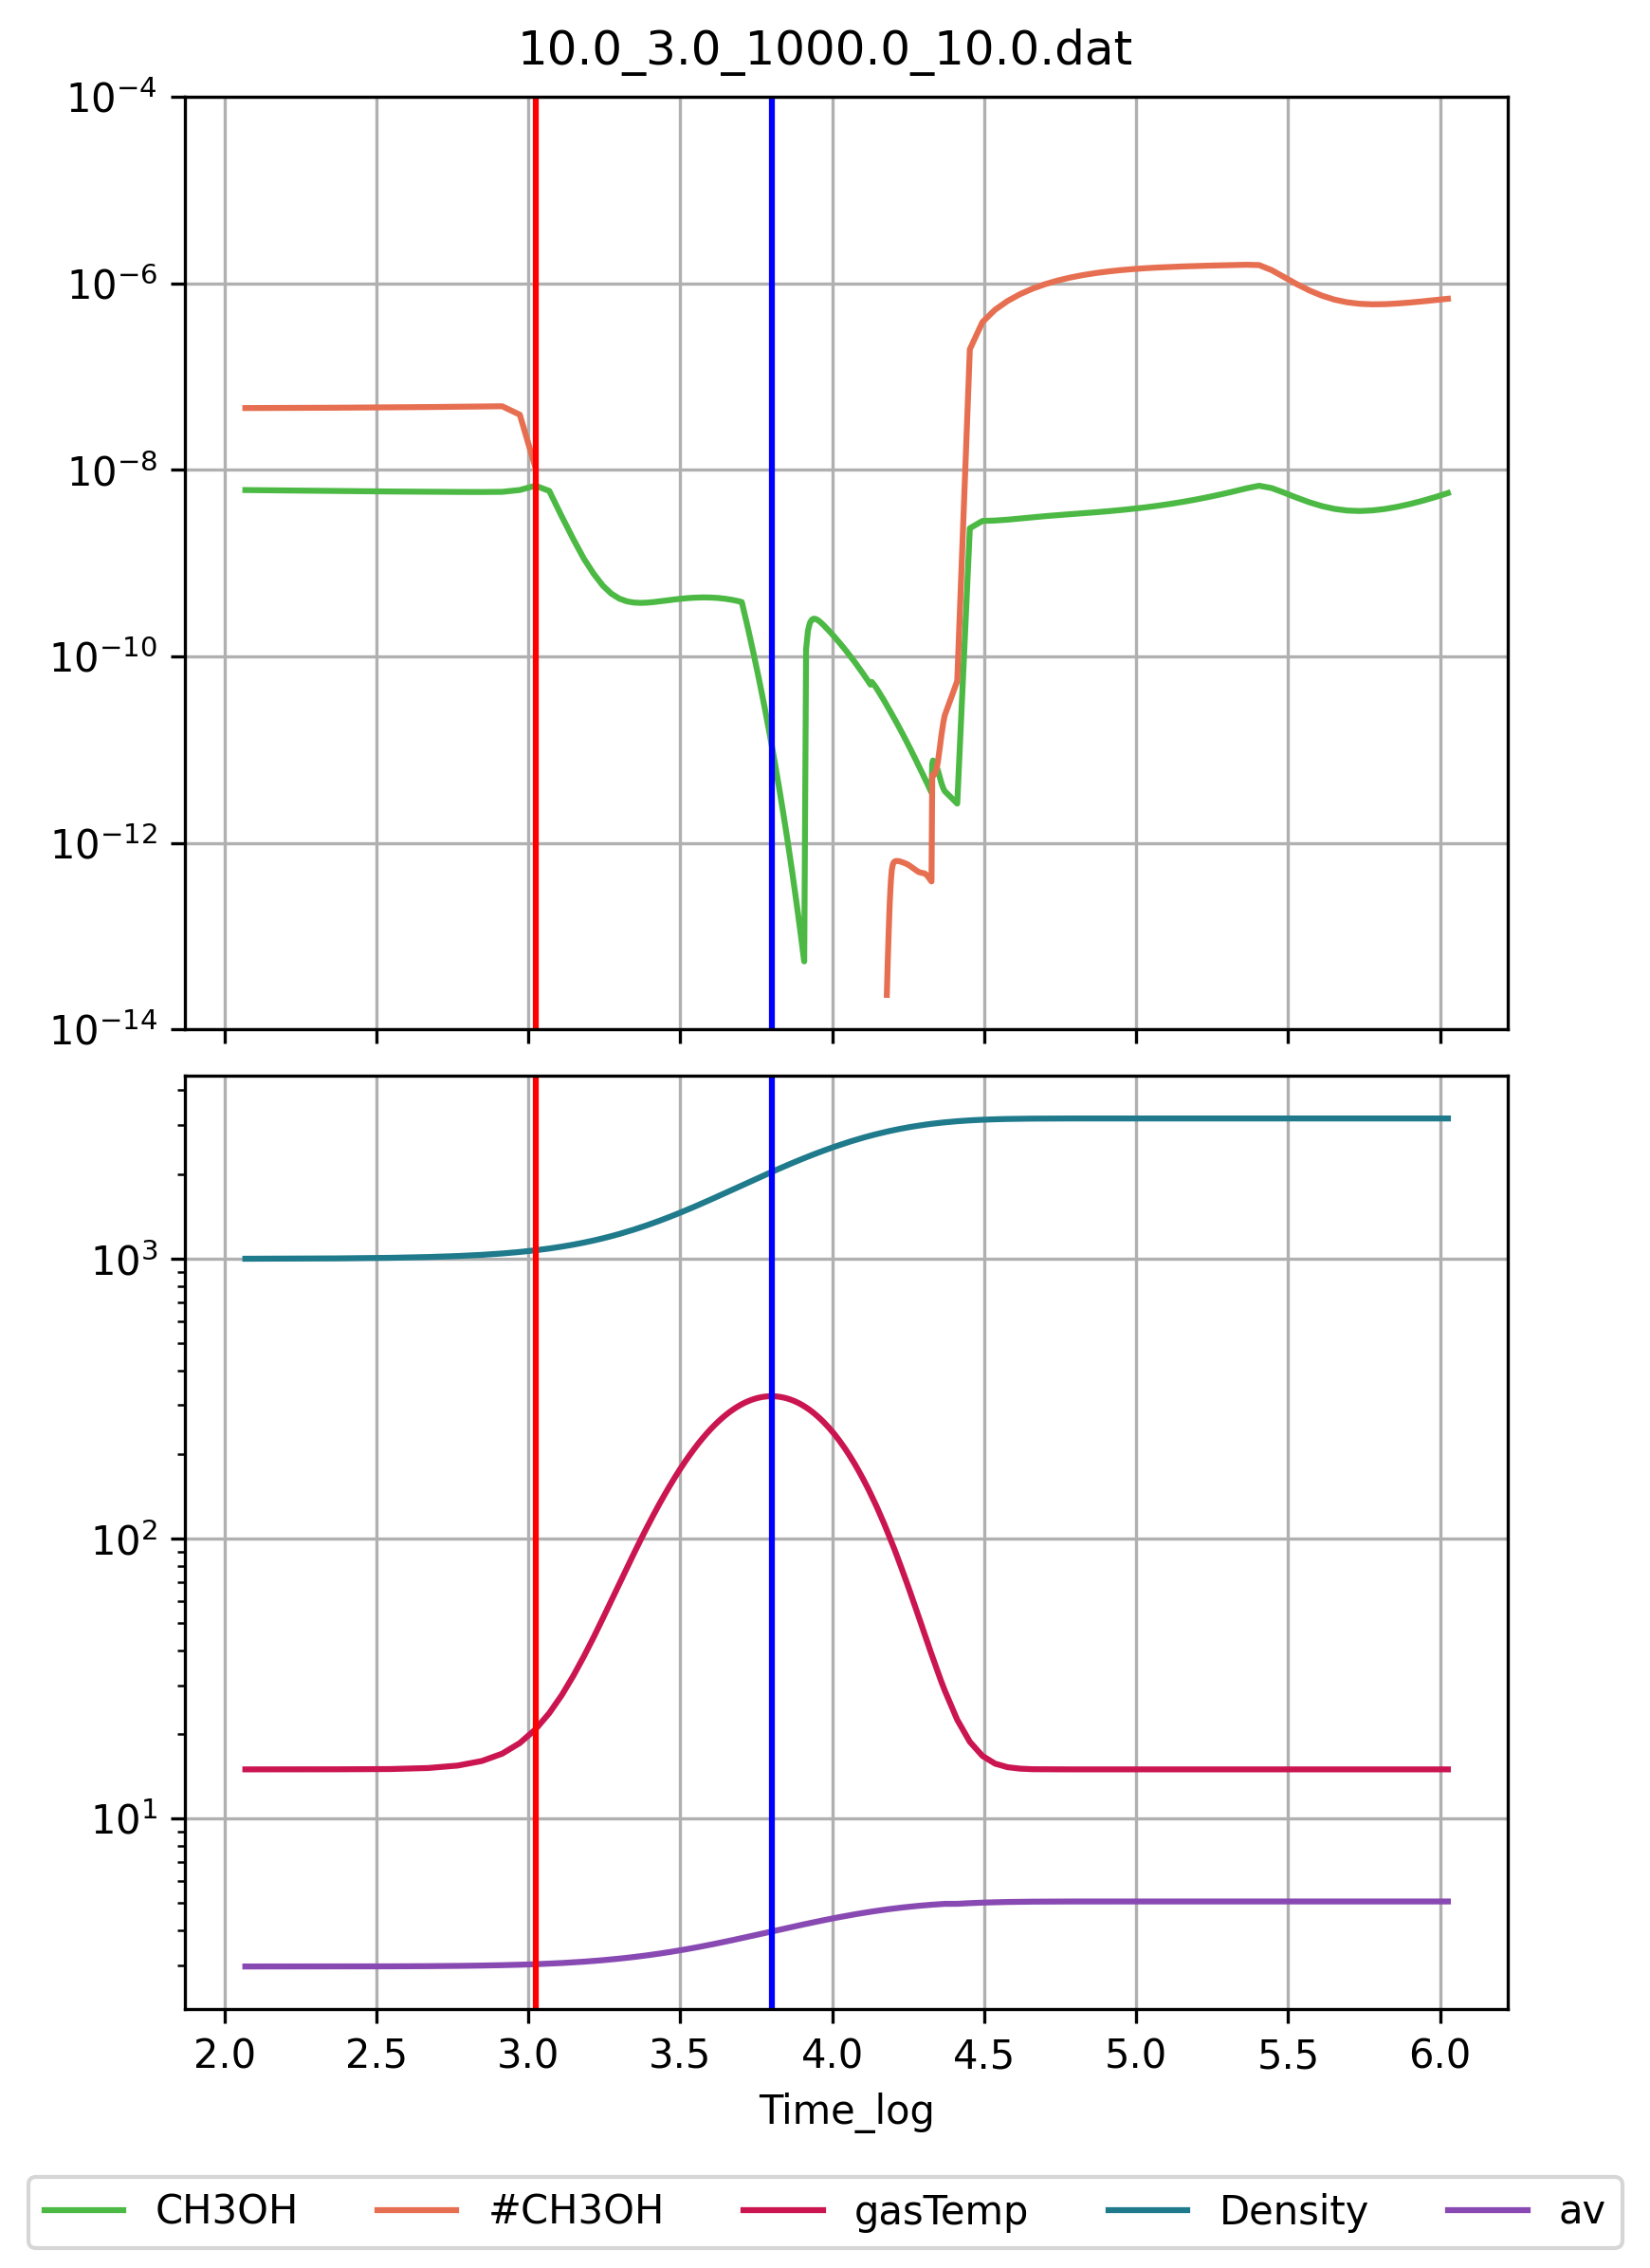 10.0_3.0_1000.0_10.0.dat
10⁻⁴
10⁻⁶
10⁻⁸
10⁻¹⁰
10⁻¹²
10⁻¹⁴
10³
10²
10¹
2.0 2.5 3.0 3.5 4.0 4.5 5.0 5.5 6.0
Time_log
CH3OH #CH3OH gasTemp Density av